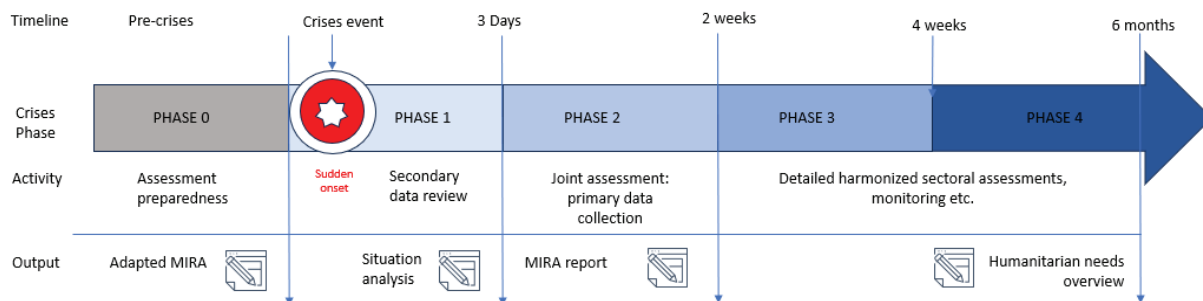 Timeline
Pre-crises
Crises event
3 Days
2 weeks
4 weeks
6 months
Crises
Phase
PHASE 0
PHASE 1
PHASE 2
PHASE 3
PHASE 4
Activity
Assessment
preparedness
Sudden
onset
Secondary
data review
Joint assessment:
primary data
collection
Detailed harmonized sectoral assessments,
monitoring etc.
Output
Adapted MIRA
Situation
analysis
MIRA report
Humanitarian needs
overview